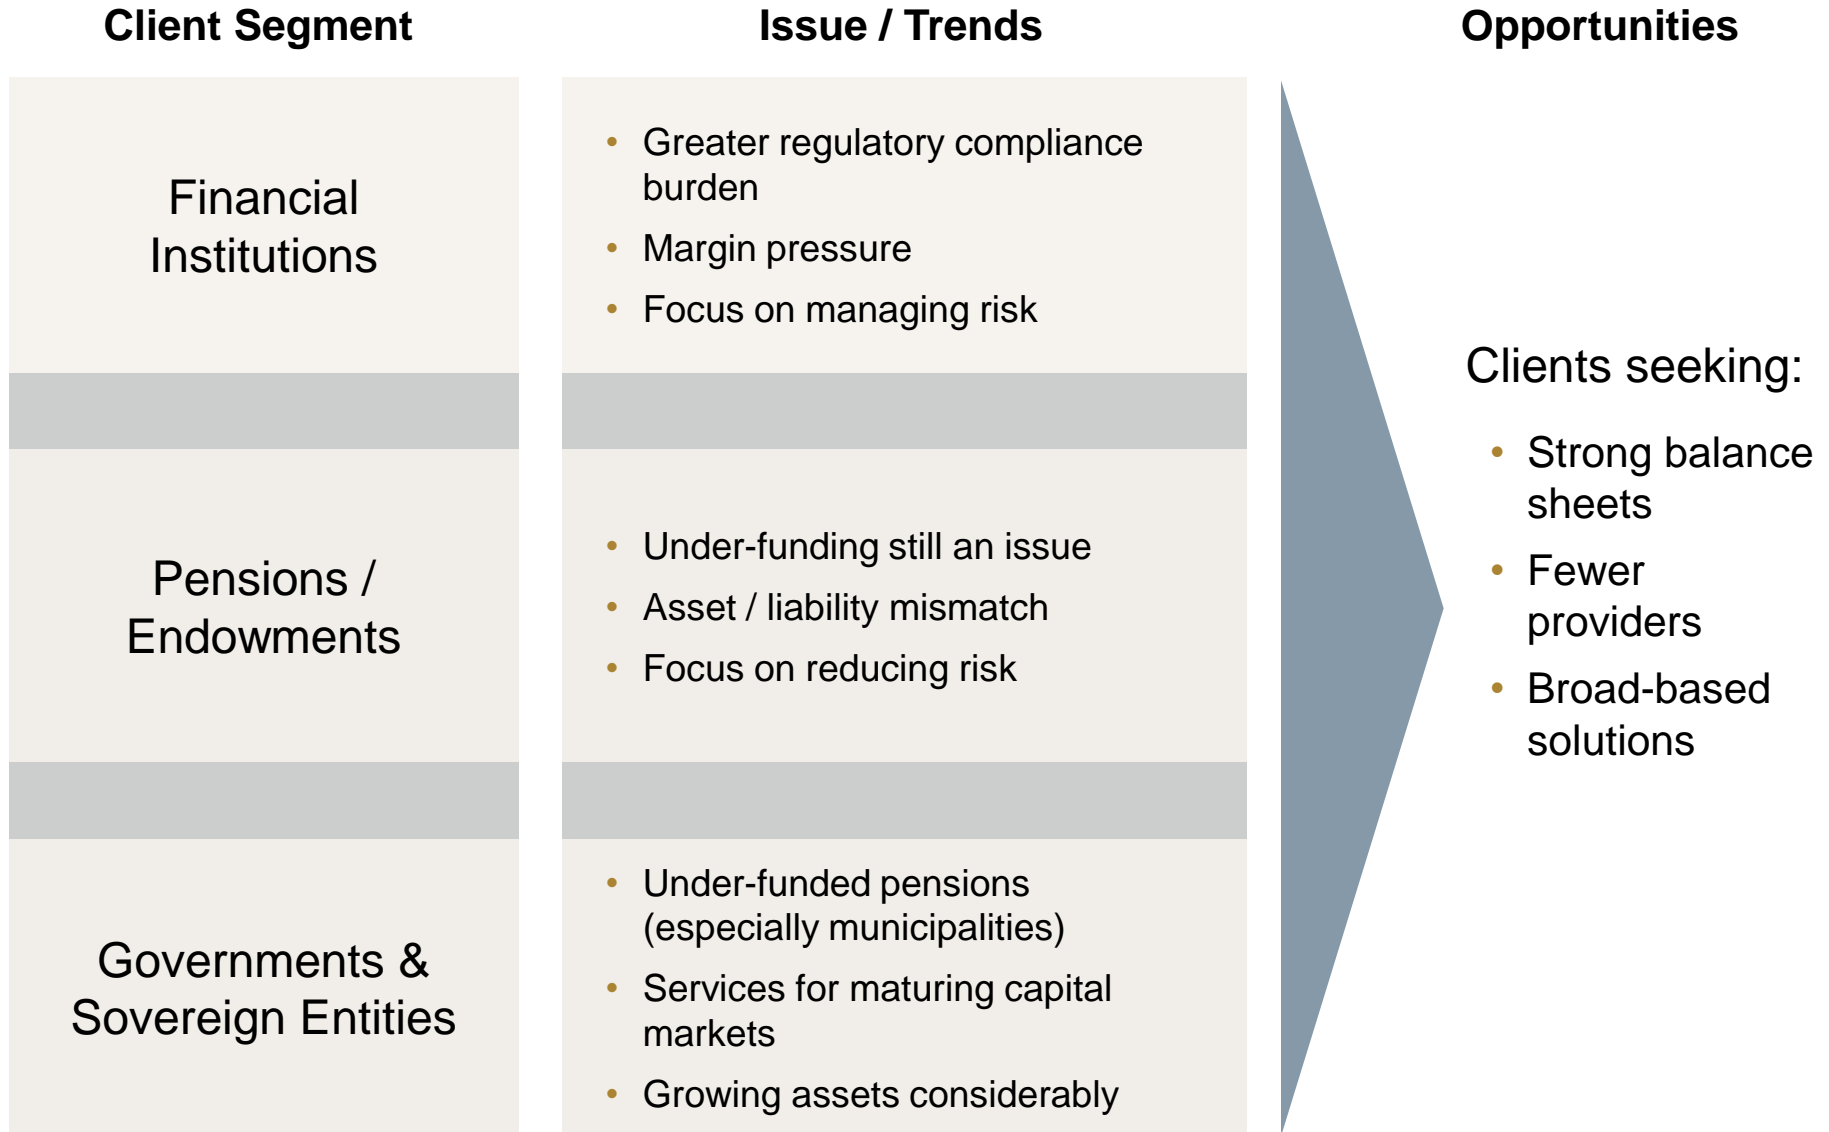 Client Segment
Issue / Trends
Opportunities
Financial
Institutions
• Greater regulatory compliance
burden
• Margin pressure
• Focus on managing risk
Pensions /
Endowments
• Under-funding still an issue
• Asset / liability mismatch
• Focus on reducing risk
Governments &
Sovereign Entities
• Under-funded pensions
(especially municipalities)
• Services for maturing capital
markets
• Growing assets considerably
Clients seeking:
• Strong balance
sheets
• Fewer
providers
• Broad-based
solutions